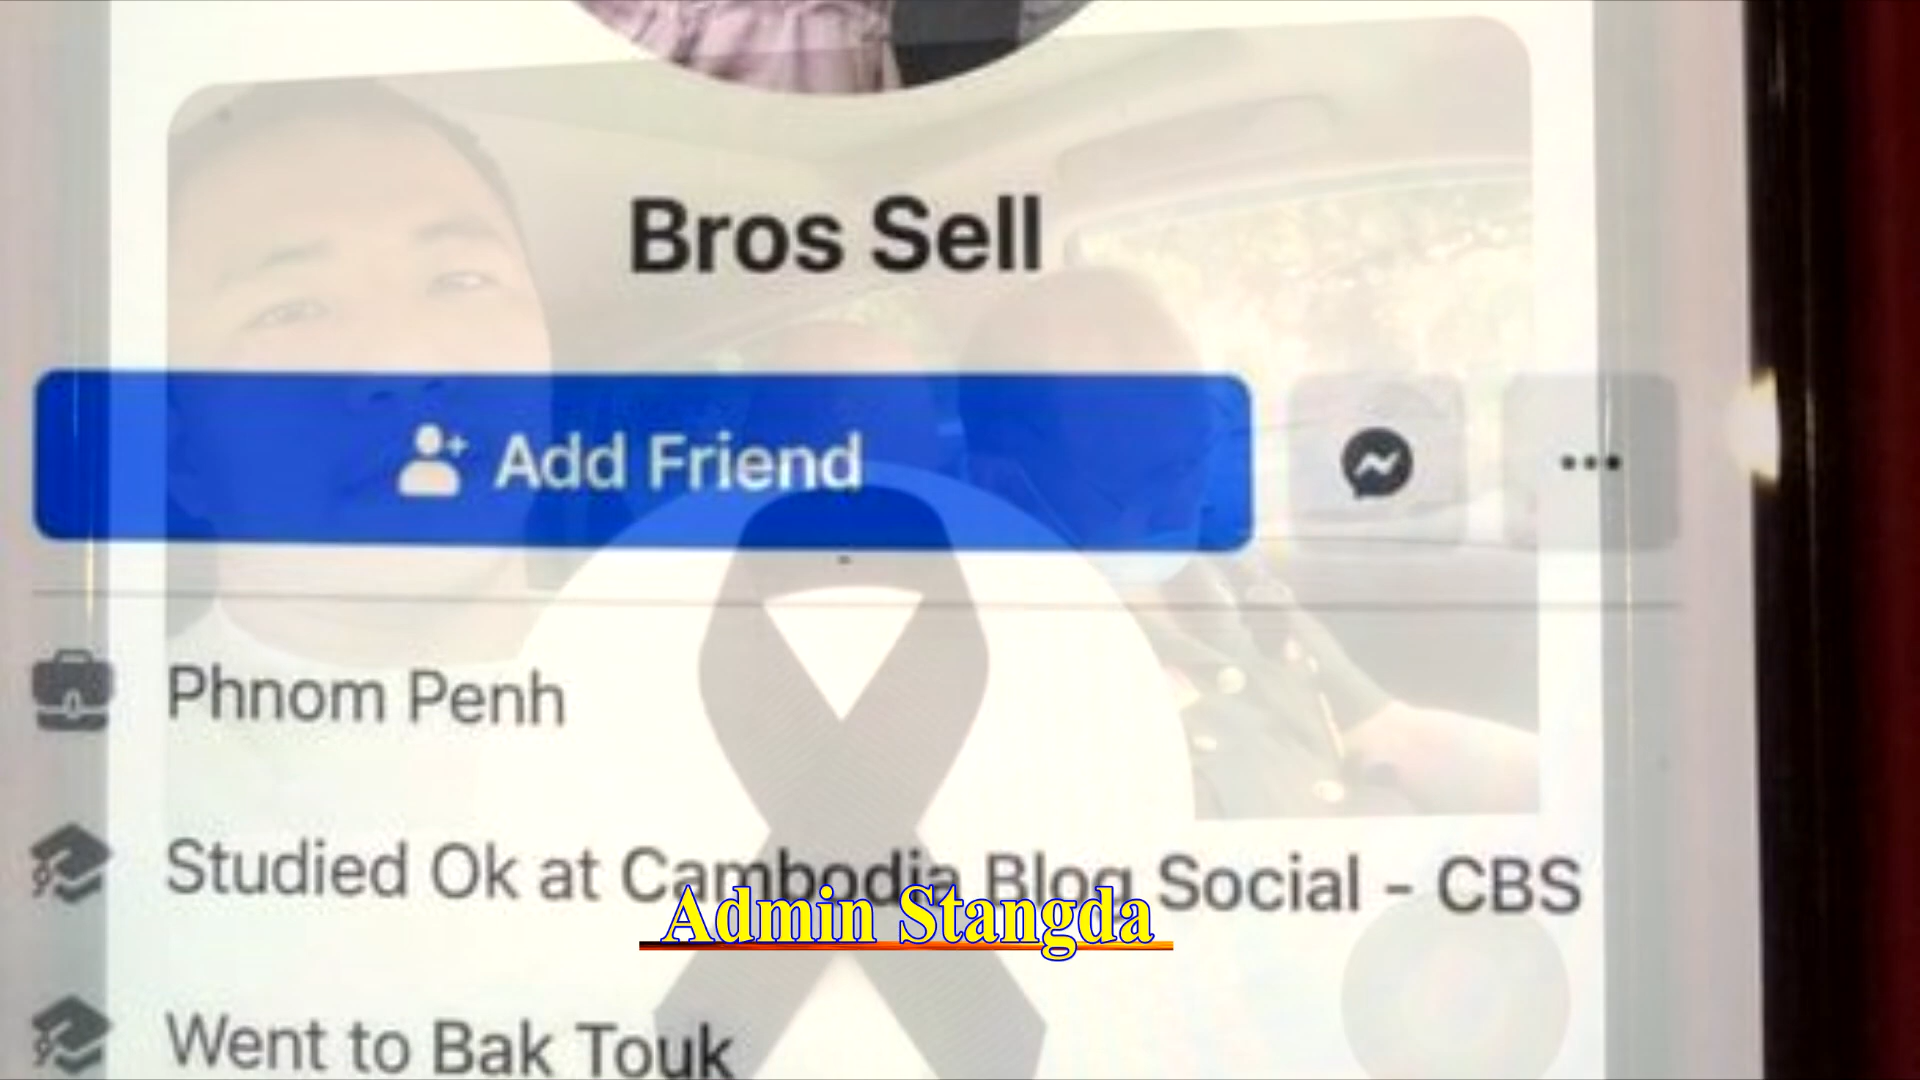 Bros Sell
Add Friend
Phnom Penh
Studied Ok at Cambodia Blog Social - CBS
Admin Stangda
Went to Bak Touk